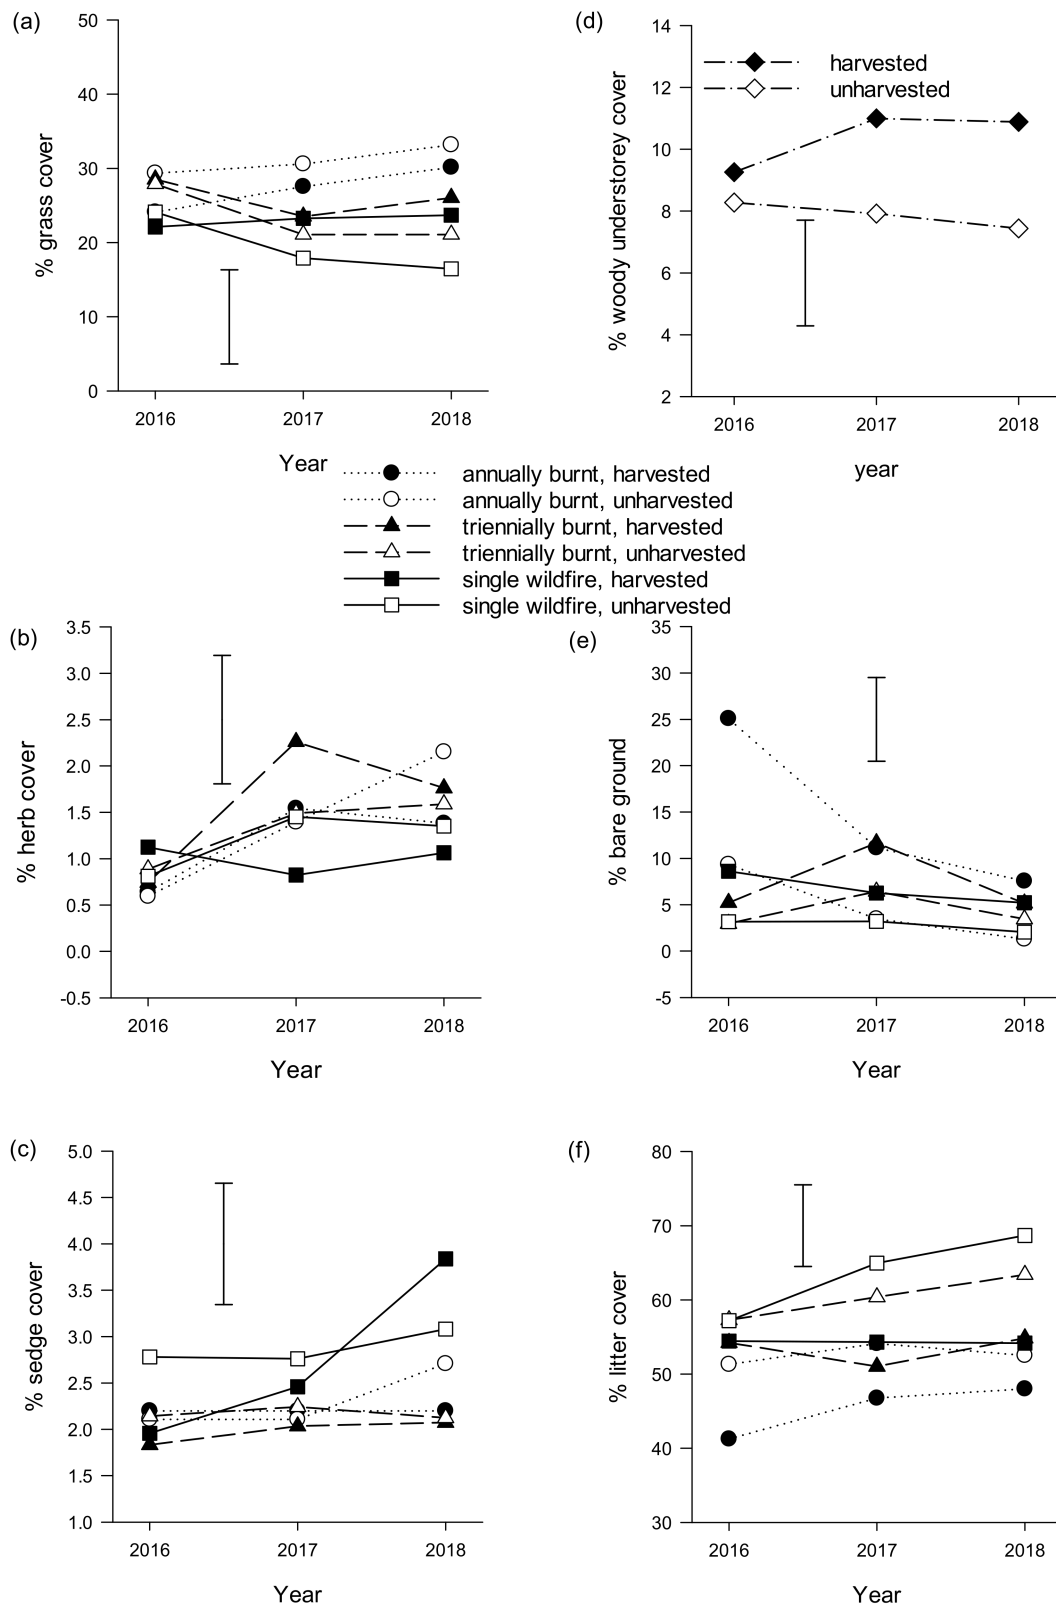 (a)
50
40
30
20
10
0
% grass cover
2016 2017 2018
Year
(d)
14
12
10
8
6
4
2
% woody understorey cover
harvested
unharvested
2016 2017 2018
year
annually burnt, harvested
annually burnt, unharvested
triennially burnt, harvested
triennially burnt, unharvested
single wildfire, harvested
single wildfire, unharvested
(b)
3.5
3.0
2.5
2.0
1.5
1.0
0.5
0.0
-0.5
% herb cover
2016 2017 2018
Year
(e)
35
30
25
20
15
10
5
0
-5
% bare ground
2016 2017 2018
Year
(c)
5.0
4.5
4.0
3.5
3.0
2.5
2.0
1.5
1.0
% sedge cover
2016 2017 2018
Year
(f)
80
70
60
50
40
30
% litter cover
2016 2017 2018
Year